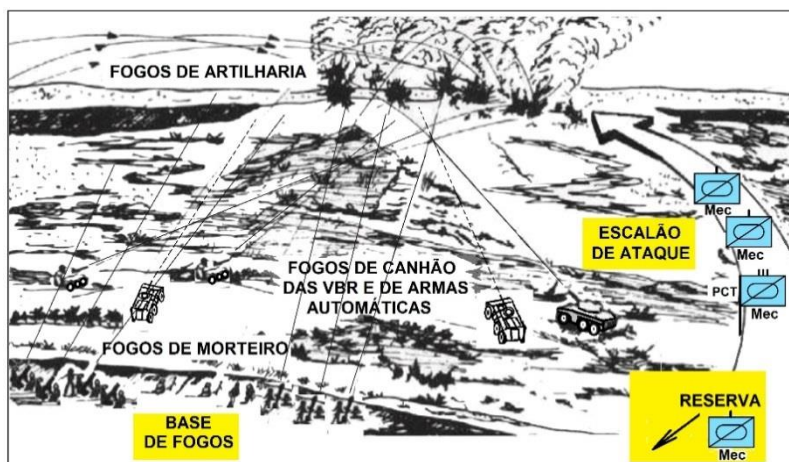 FOGOS DE ARTILHARIA
Mec
ESCALÃO
DE ATAQUE
Mec
FOGOS DE CANHÃO
DAS VBR E DE ARMAS
AUTOMÁTICAS
III
PCT
Mec
FOGOS DE MORTEIRO
BASE
DE FOGOS
RESERVA
Mec